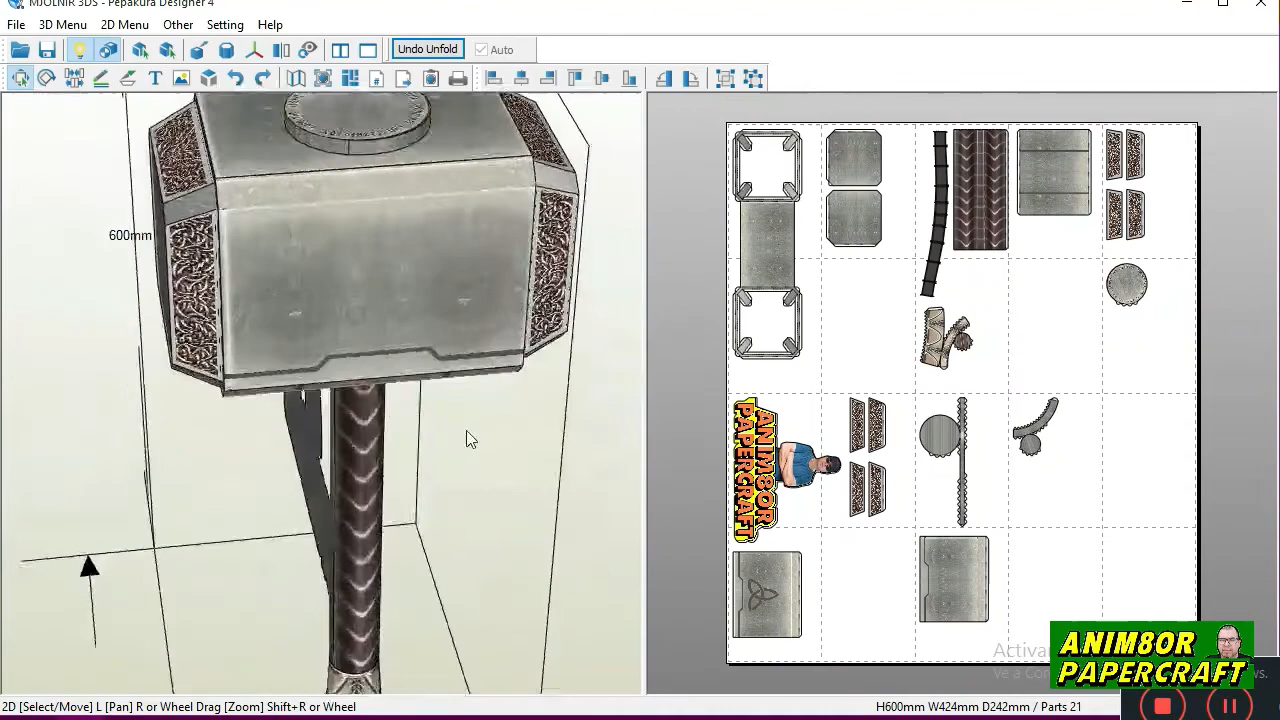 MJOLNIR 3DS - Pepakura Designer 4
File 3D Menu 2D Menu Other Setting Help
Undo Unfold Auto
600mm
ANIM8OR
PAPERCRAFT
ANIM8OR
PAPERCRAFT
2D [Select/Move] L [Pan] R or Wheel Drag [Zoom] Shift+R or Wheel
H600mm W424mm D242mm / Parts 21